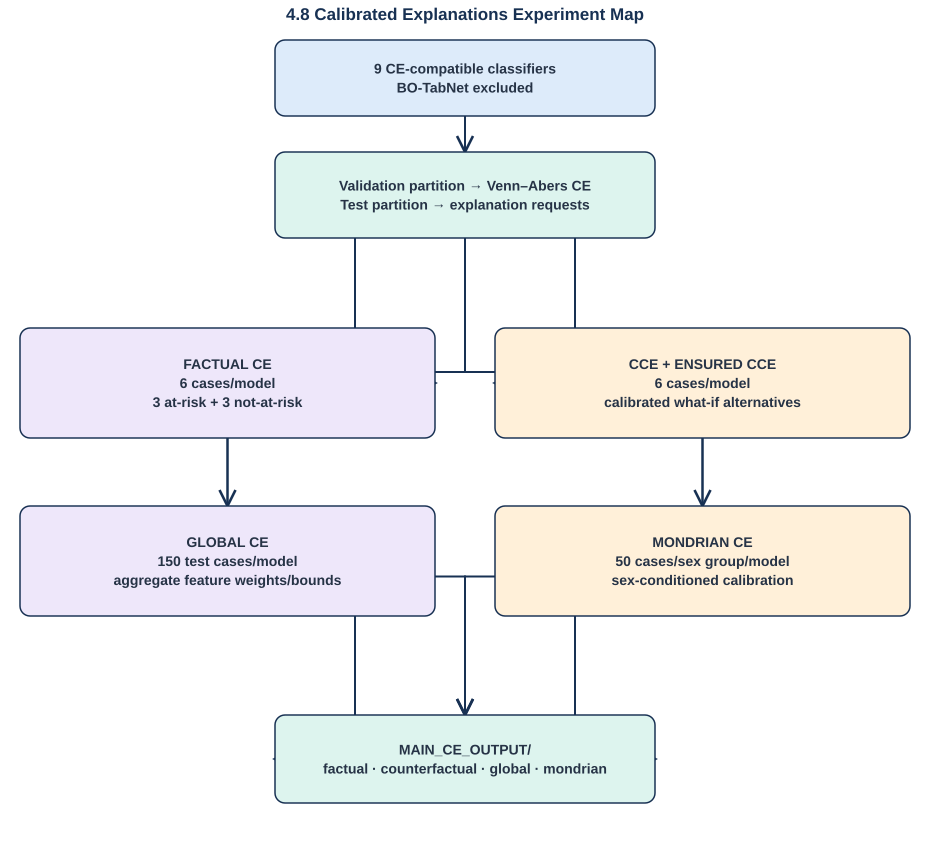 4.8 Calibrated Explanations Experiment Map
9 CE-compatible classifiers
BO-TabNet excluded
Validation partition → Venn–Abers CE
Test partition → explanation requests
FACTUAL CE
6 cases/model
3 at-risk + 3 not-at-risk
CCE + ENSURED CCE
6 cases/model
calibrated what-if alternatives
GLOBAL CE
150 test cases/model
aggregate feature weights/bounds
MONDRIAN CE
50 cases/sex group/model
sex-conditioned calibration
MAIN_CE_OUTPUT/
factual · counterfactual · global · mondrian